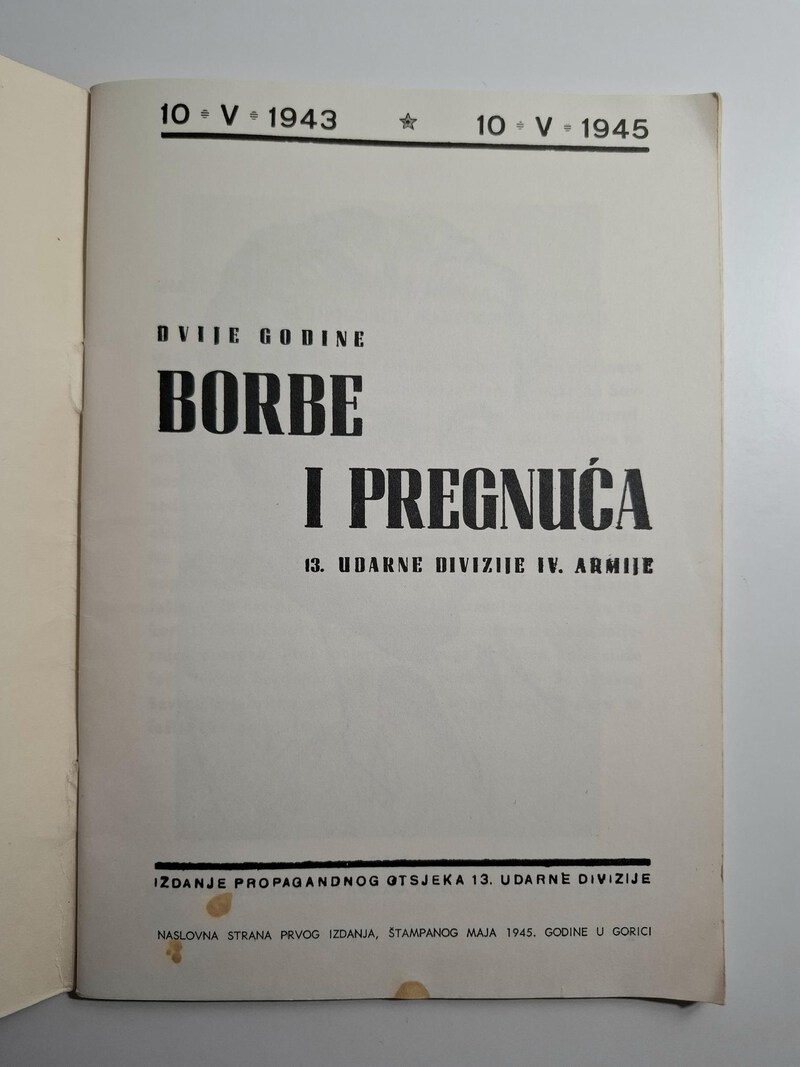 10 * V * 1943 ☆ 10 * V * 1945
DVIJE GODINE
BORBE
I PREGNUĆA
13. UDARNE DIVIZIJE IV. ARMIJE
IZDANJE PROPAGANDNOG OTSJEKA 13. UDARNE DIVIZIJE
NASLOVNA STRANA PRVOG IZDANJA, ŠTAMPANOG MAJA 1945. GODINE U GORICI